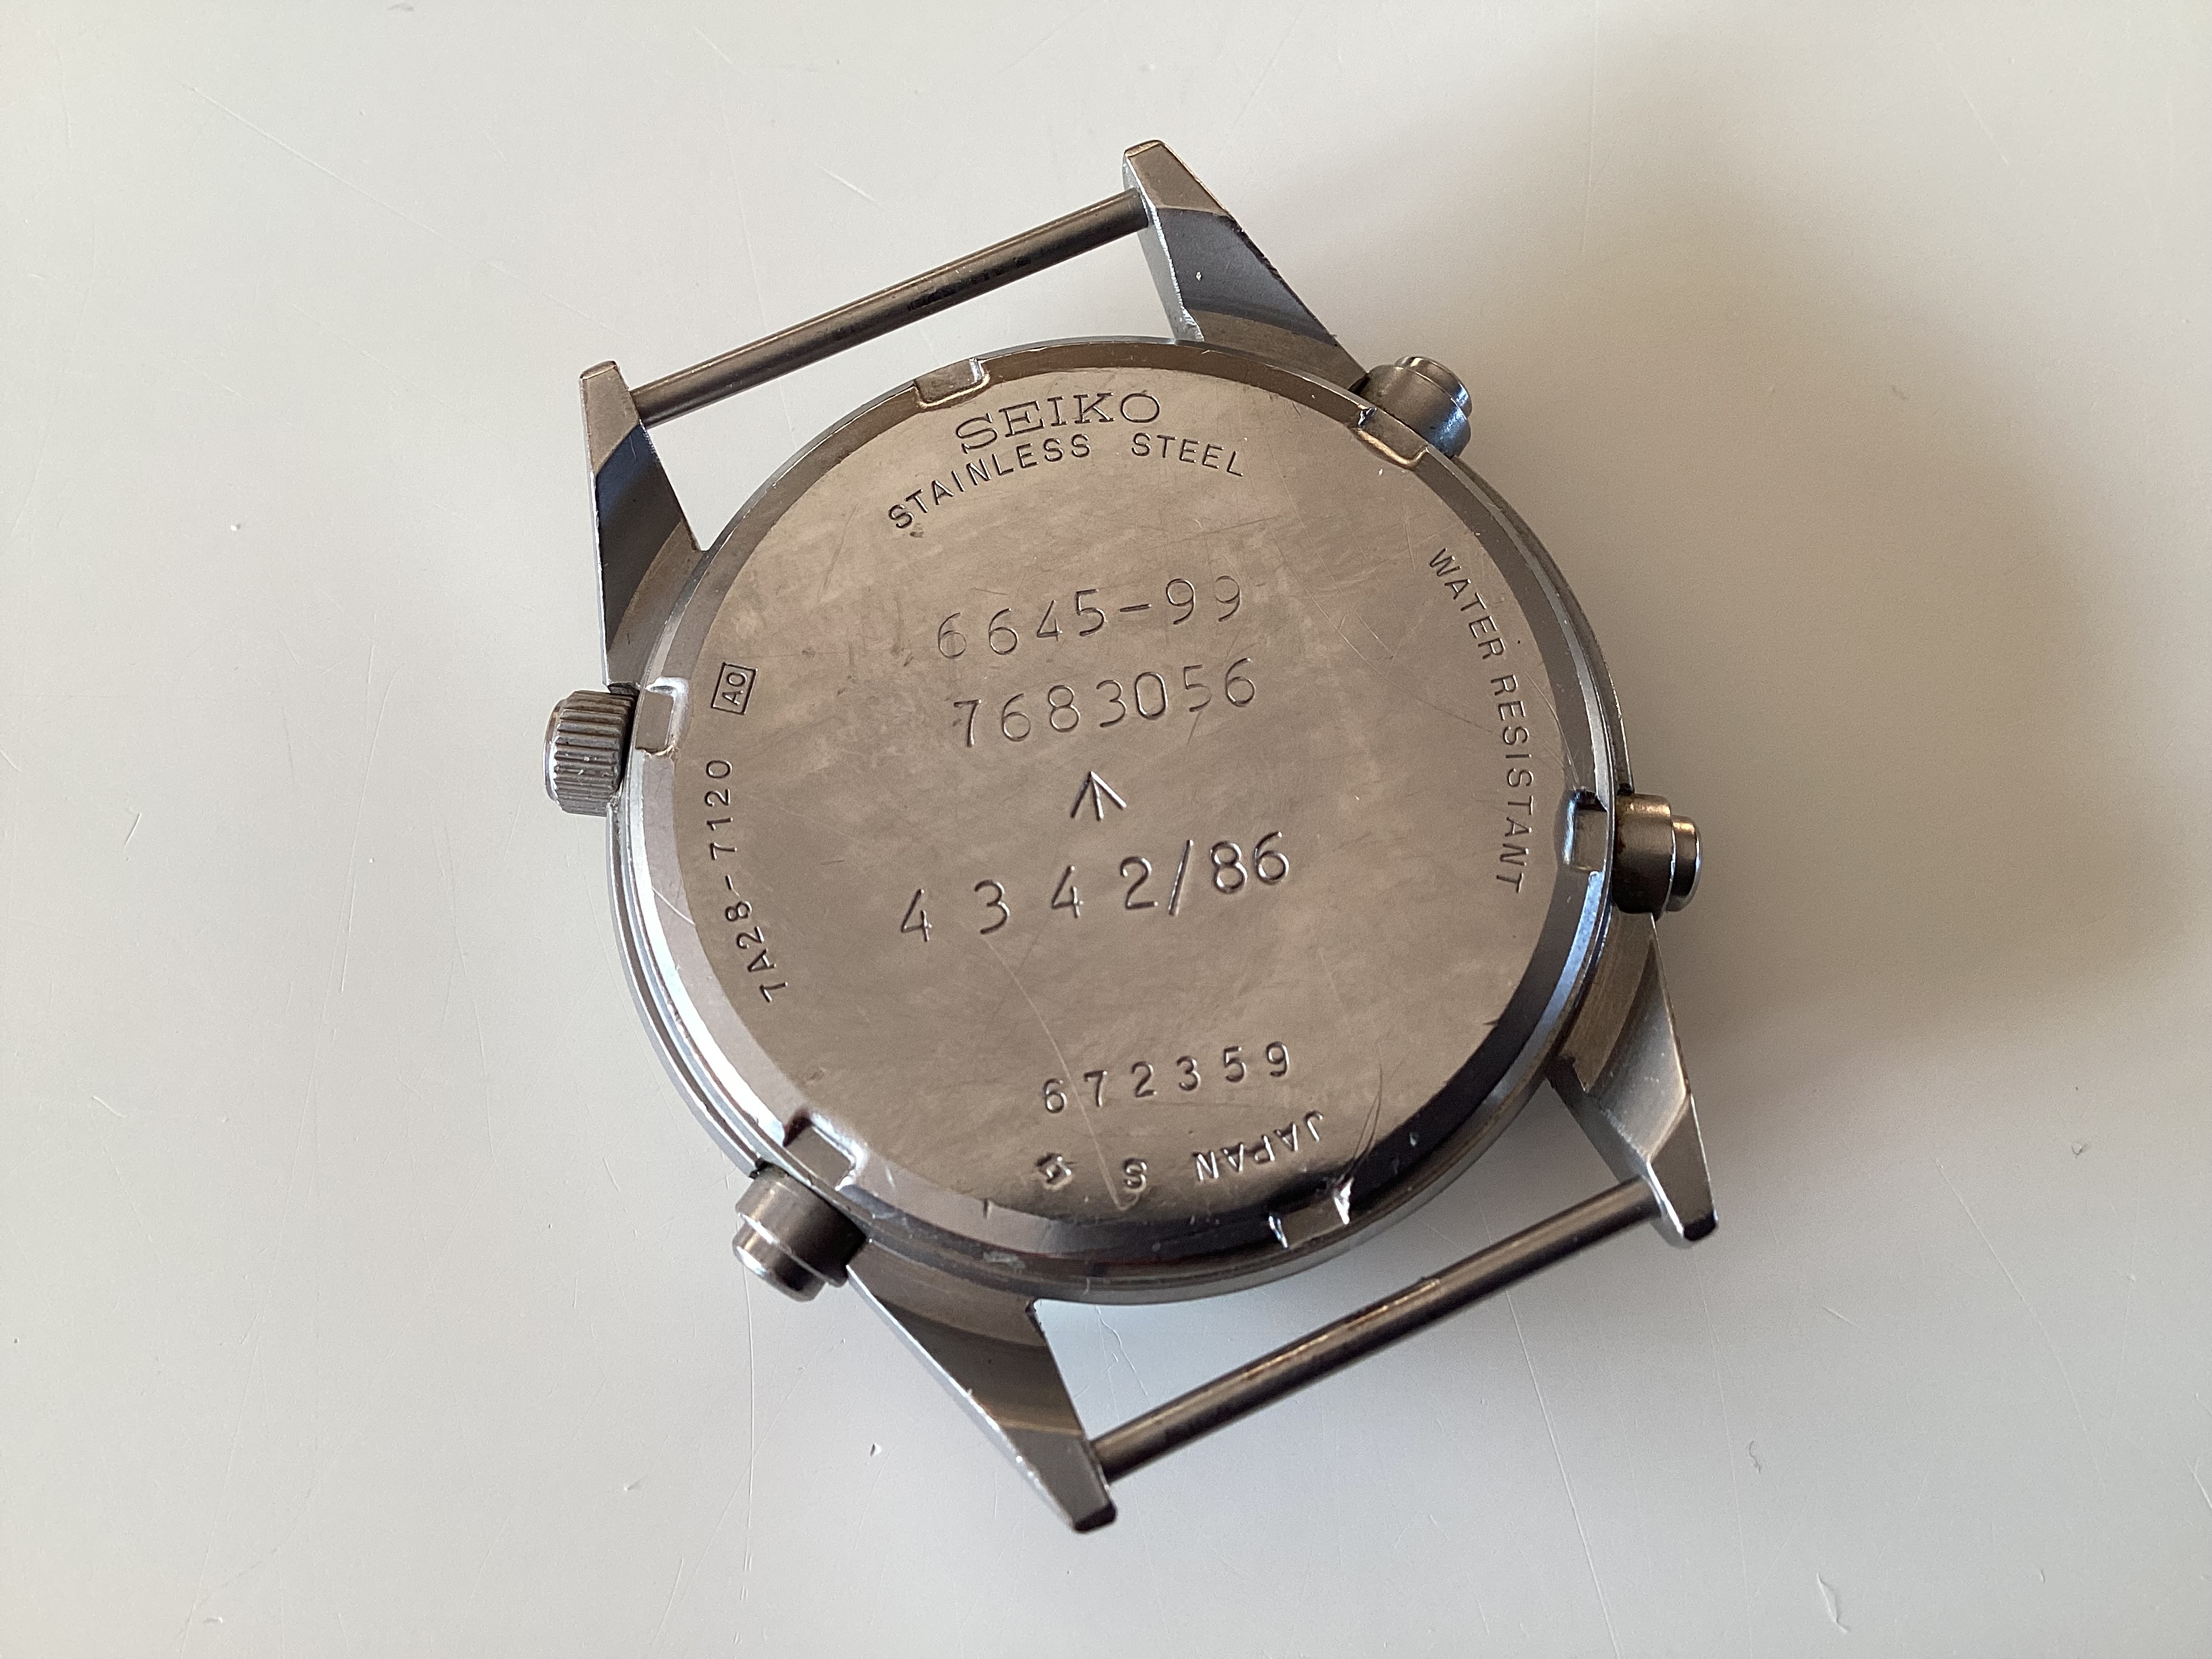 SEIKO
STAINLESS STEEL
WATER RESISTANT
6645-99
7683056
4342/86
7A28-7120 AO
672359
JAPAN S